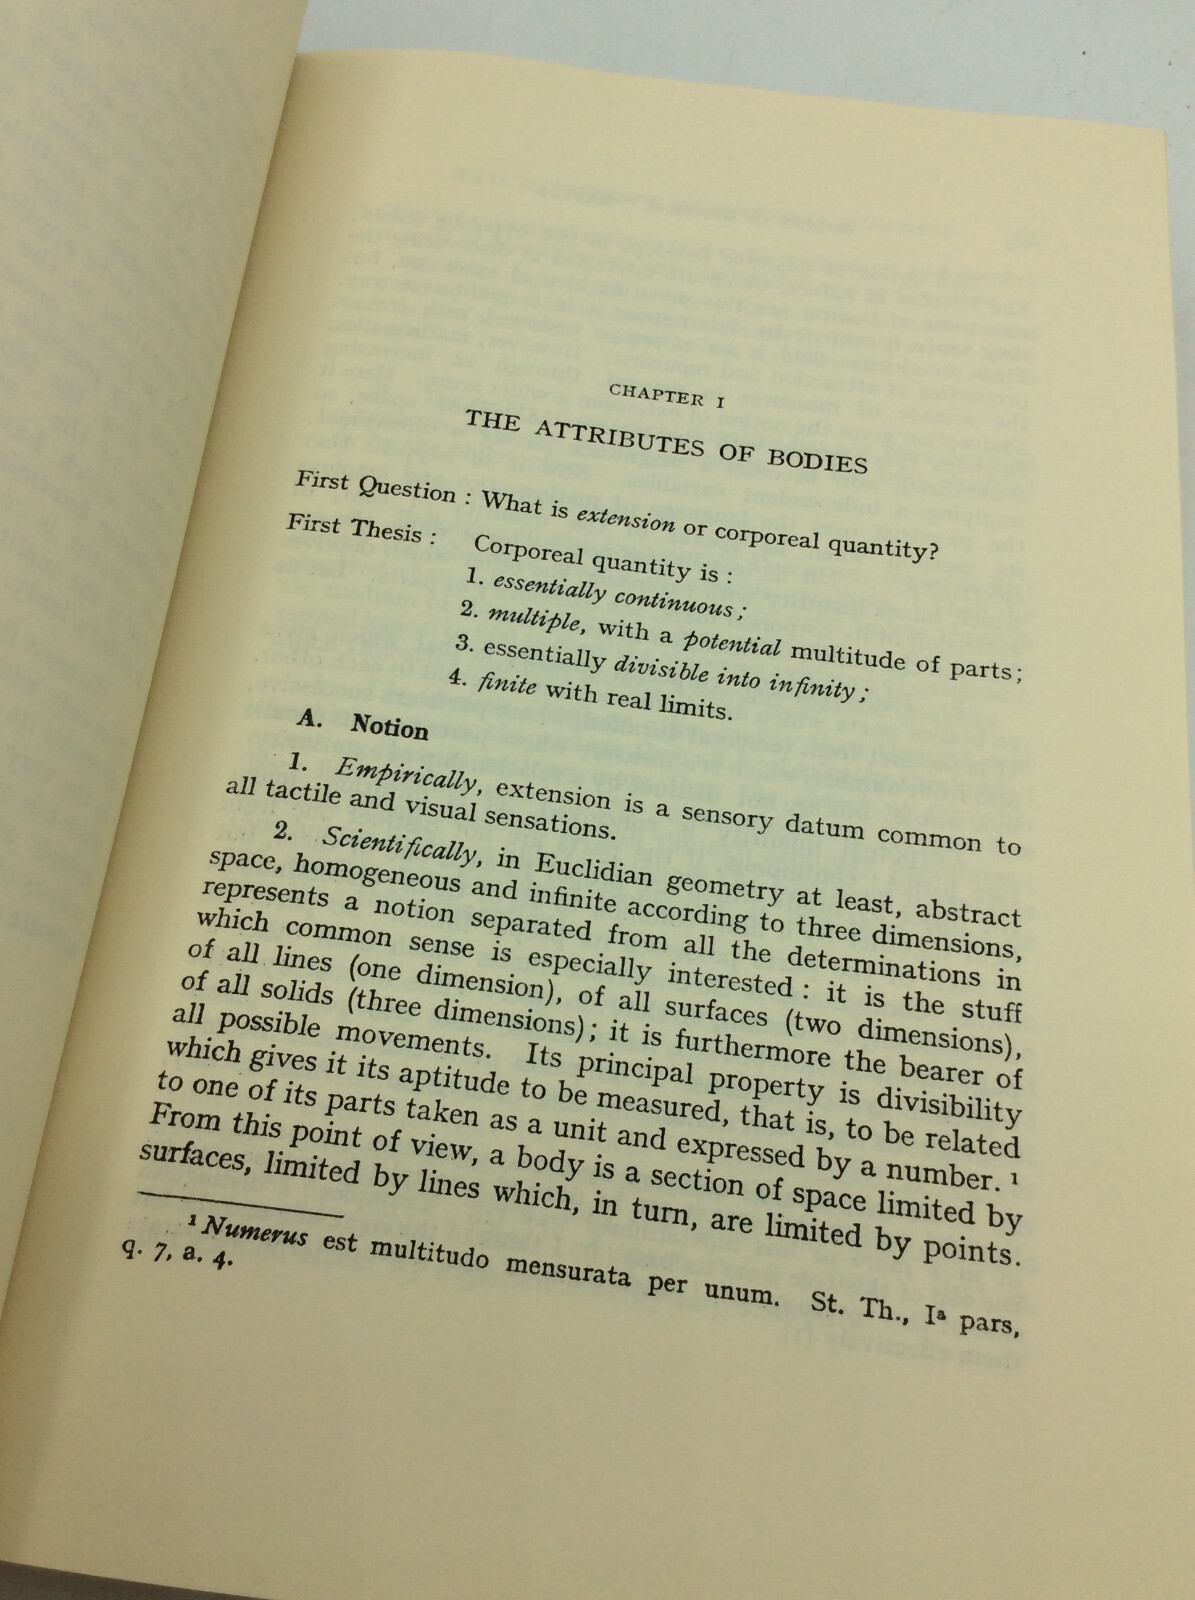 CHAPTER I
THE ATTRIBUTES OF BODIES
First Question : What is extension or corporeal quantity?
First Thesis : Corporeal quantity is :
1. essentially continuous;
2. multiple, with a potential multitude of parts;
3. essentially divisible into infinity;
4. finite with real limits.
A. Notion
1. Empirically, extension is a sensory datum common to
all tactile and visual sensations.
2. Scientifically, in Euclidian geometry at least, abstract
space, homogeneous and infinite according to three dimensions,
represents a notion separated from all the determinations in
which common sense is especially interested : it is the stuff
of all lines (one dimension), of all surfaces (two dimensions),
of all solids (three dimensions); it is furthermore the bearer of
all possible movements. Its principal property is divisibility
which gives it its aptitude to be measured, that is, to be related
to one of its parts taken as a unit and expressed by a number. ¹
From this point of view, a body is a section of space limited by
surfaces, limited by lines which, in turn, are limited by points.
¹ Numerus est multitudo mensurata per unum. St. Th., Iª pars,
q. 7, a. 4.